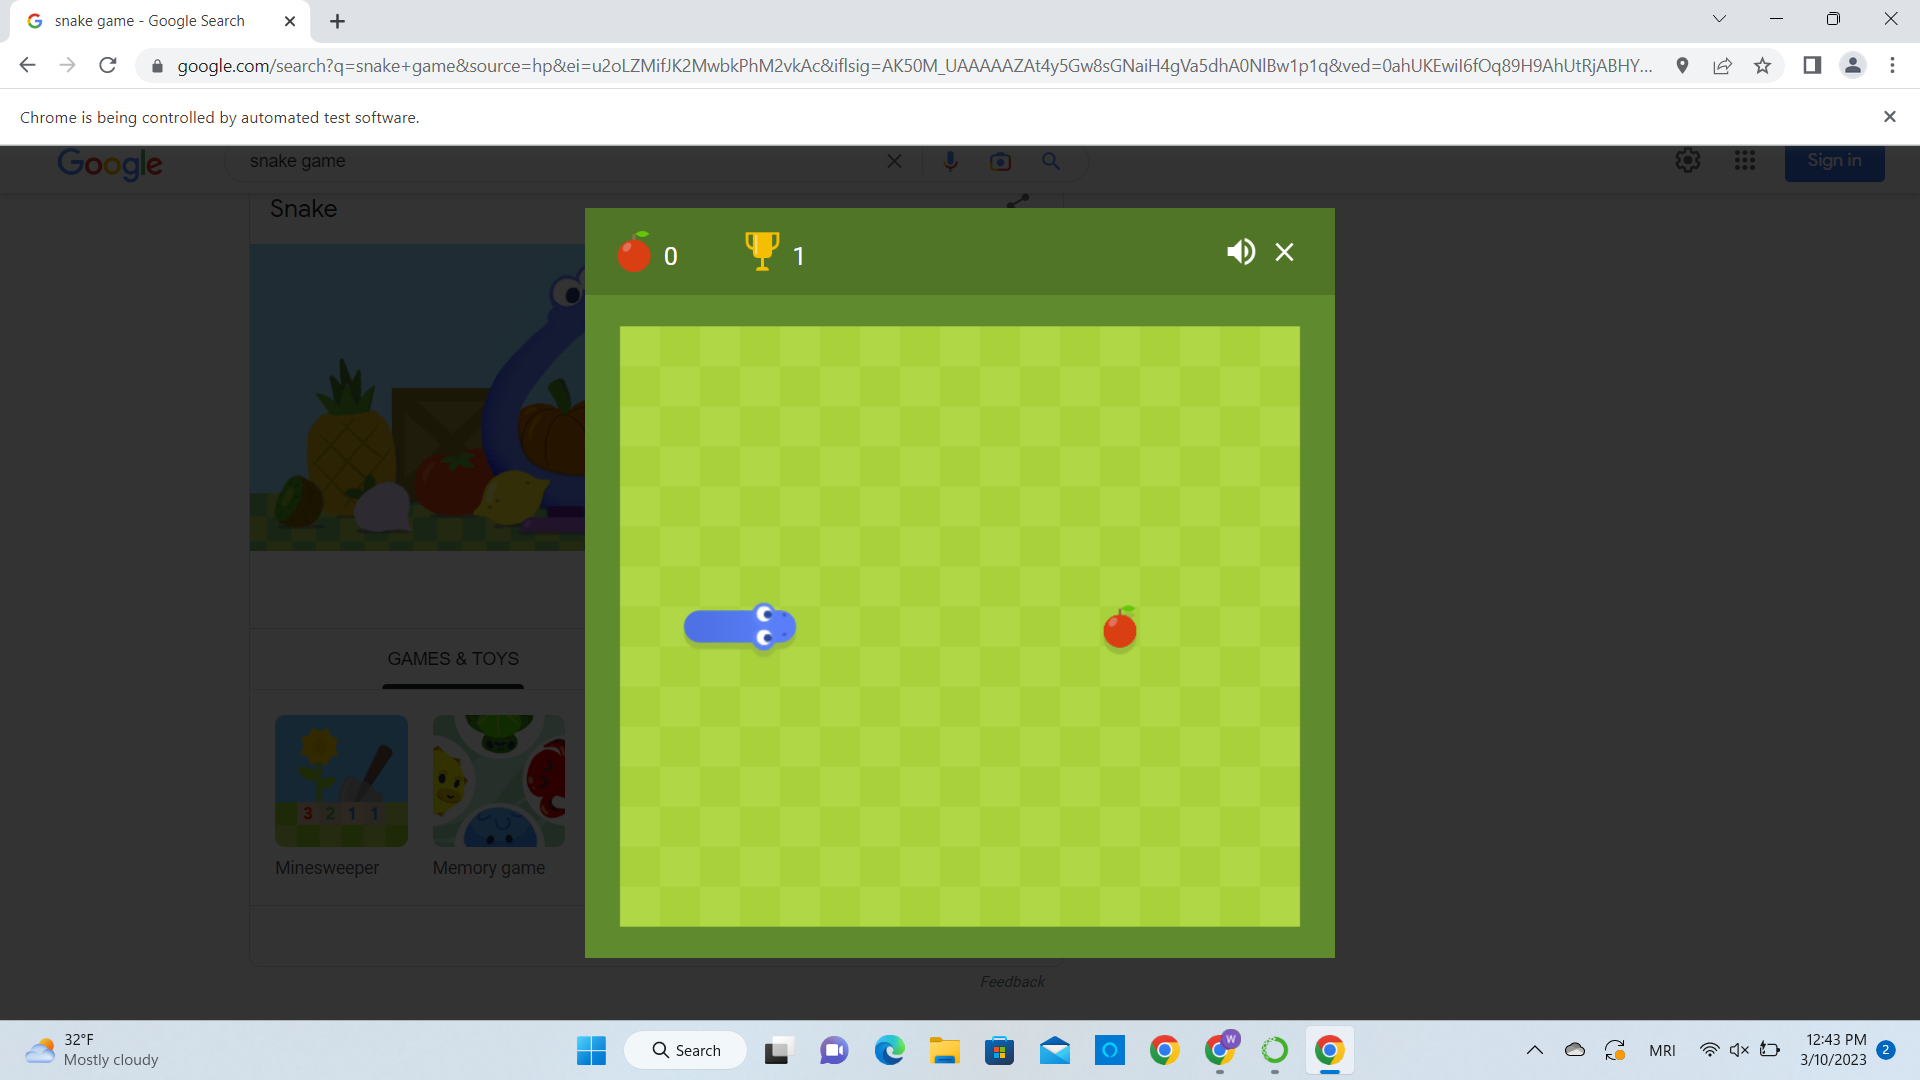 snake game - Google Search
google.com/search?q=snake+game&source=hp&ei=u2oLZMifJK2MwbkPhM2vkAc&iflsig=AK50M_UAAAAAZAt4y5Gw8sGNaiH4gVa5dhA0NlBw1p1q&ved=0ahUKEwiI6fOq89H9AhUtRjABHY...
Chrome is being controlled by automated test software.
Google
snake game
Sign in
Snake
0
1
GAMES & TOYS
3 2 1 1
Minesweeper
Memory game
Feedback
32°F
Mostly cloudy
Search
W
MRI
12:43 PM
3/10/2023
2